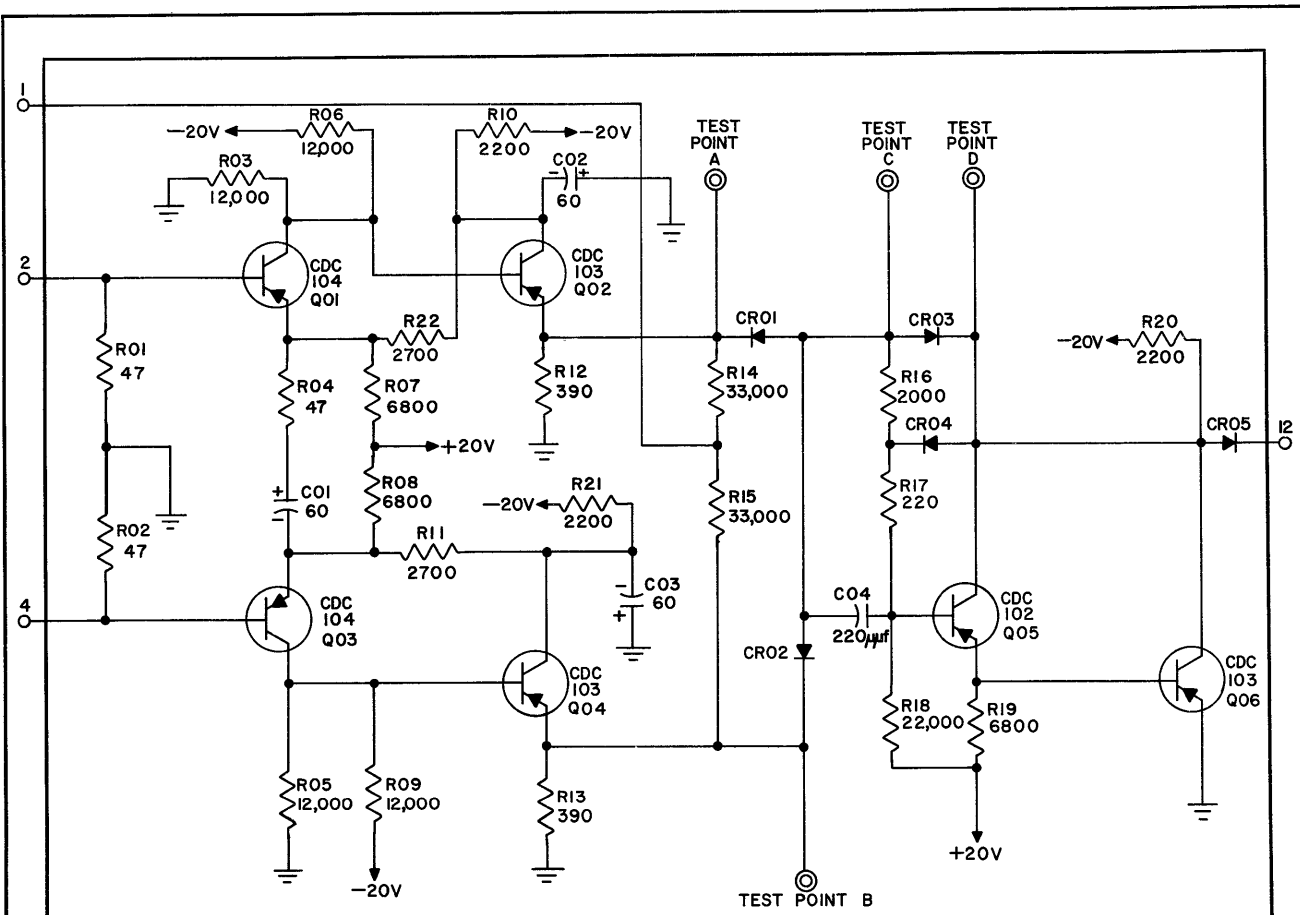 1
R06
R10
-20V
12,000
2200
-20V
TEST
POINT
A
TEST
POINT
C
TEST
POINT
D
R03
12,000
C02
- +
60
2
CDC
104
Q01
CDC
103
Q02
R22
2700
CR01
CR03
R20
-20V
2200
R01
47
R04
47
R07
6800
R12
390
R14
33,000
R16
2000
CR04
CR05
12
+20V
+
C01
60
-
R08
6800
-20V
R21
2200
R15
33,000
R17
220
R02
47
R11
2700
-
C03
60
+
4
CDC
104
Q03
C04
220μμf
CDC
102
Q05
CR02
CDC
103
Q04
CDC
103
Q06
R18
22,000
R19
6800
R05
12,000
R09
12,000
R13
390
+20V
-20V
TEST POINT B